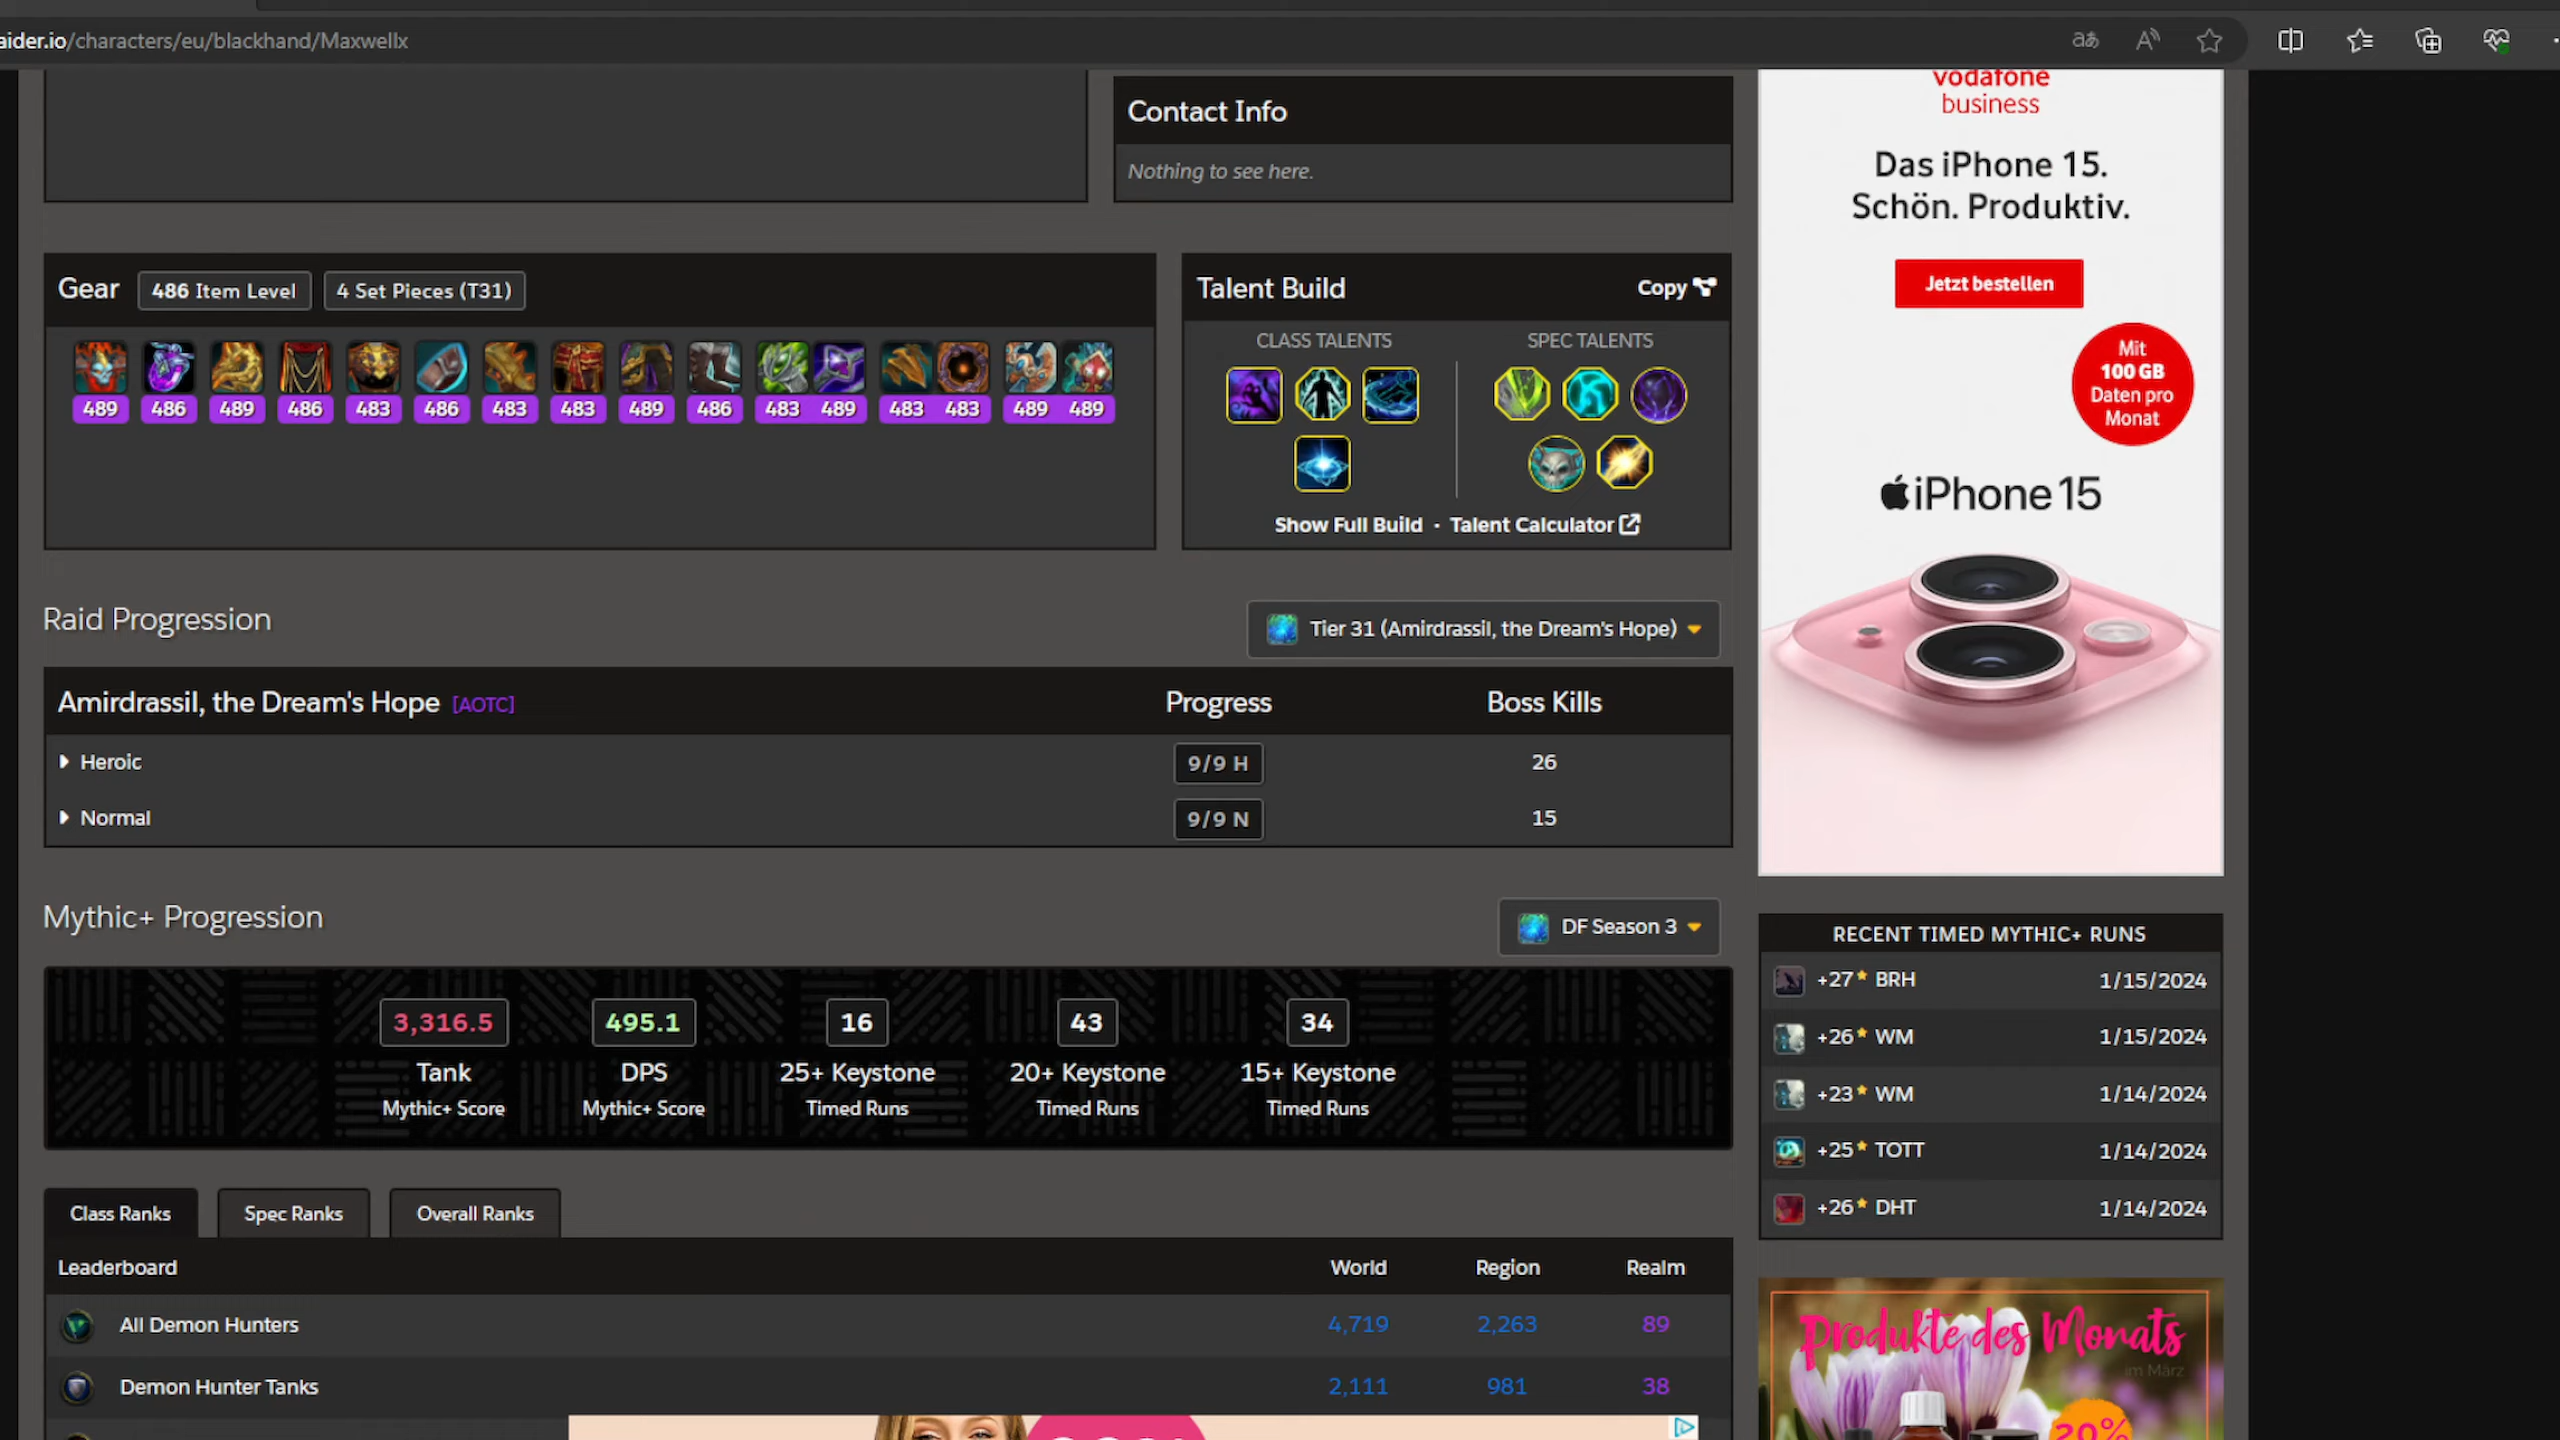 aider.io/characters/eu/blackhand/Maxwellx
Contact Info
Nothing to see here.
Gear 486 Item Level 4 Set Pieces (T31)
489 486 489 486 483 486 483 483 489 486 483 489 483 483 489 489
Talent Build Copy
CLASS TALENTS SPEC TALENTS
Show Full Build · Talent Calculator
Raid Progression
Tier 31 (Amirdrassil, the Dream's Hope)
Amirdrassil, the Dream's Hope [AOTC] Progress Boss Kills
Heroic 9/9 H 26
Normal 9/9 N 15
Mythic+ Progression
DF Season 3
3,316.5 495.1 16 43 34
Tank DPS 25+ Keystone 20+ Keystone 15+ Keystone
Mythic+ Score Mythic+ Score Timed Runs Timed Runs Timed Runs
Class Ranks Spec Ranks Overall Ranks
Leaderboard World Region Realm
All Demon Hunters 4,719 2,263 89
Demon Hunter Tanks 2,111 981 38
vodafone
business
Das iPhone 15.
Schön. Produktiv.
Jetzt bestellen
Mit
100 GB
Daten pro
Monat
iPhone 15
RECENT TIMED MYTHIC+ RUNS
+27 BRH 1/15/2024
+26 WM 1/15/2024
+23 WM 1/14/2024
+25 TOTT 1/14/2024
+26 DHT 1/14/2024
Produkte des Monats
im März
20%